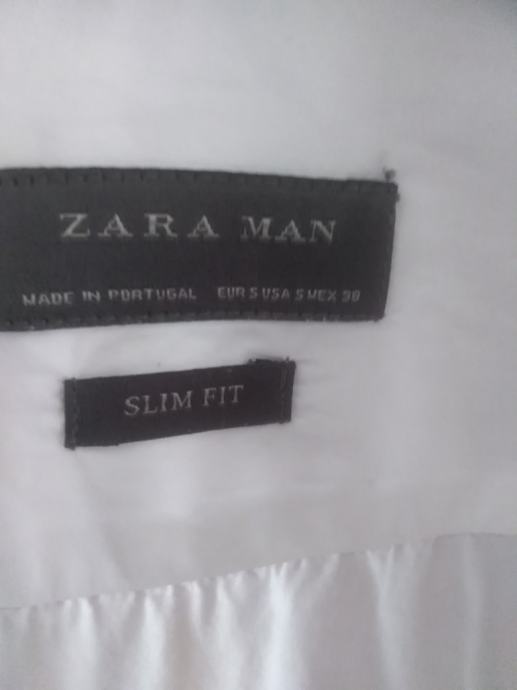 ZARA MAN
MADE IN PORTUGAL EUR S USA S MEX 38
SLIM FIT